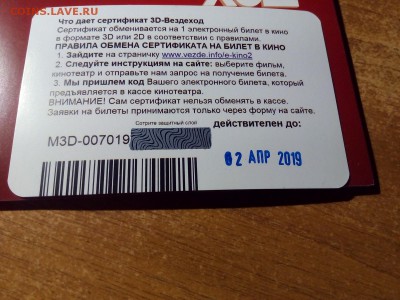 COINS.LAVE.RU
Что дает сертификат 3D-Вездеход
Сертификат обменивается на 1 электронный билет в кино
в формате 3D или 2D в соответствии с правилами.
ПРАВИЛА ОБМЕНА СЕРТИФИКАТА НА БИЛЕТ В КИНО
1. Зайдите на страничку www.vezde.info/e-kino2
2. Следуйте инструкциям на сайте: выберите фильм,
кинотеатр и отправьте нам запрос на получение билета.
3. Мы пришлем код Вашего электронного билета, который
предъявляется в кассе кинотеатра.
ВНИМАНИЕ! Сам сертификат нельзя обменять в кассе.
Заявки на билеты принимаются только через форму на сайте.
Сотрите защитный слой
действителен до:
M3D-007019
02 АПР 2019